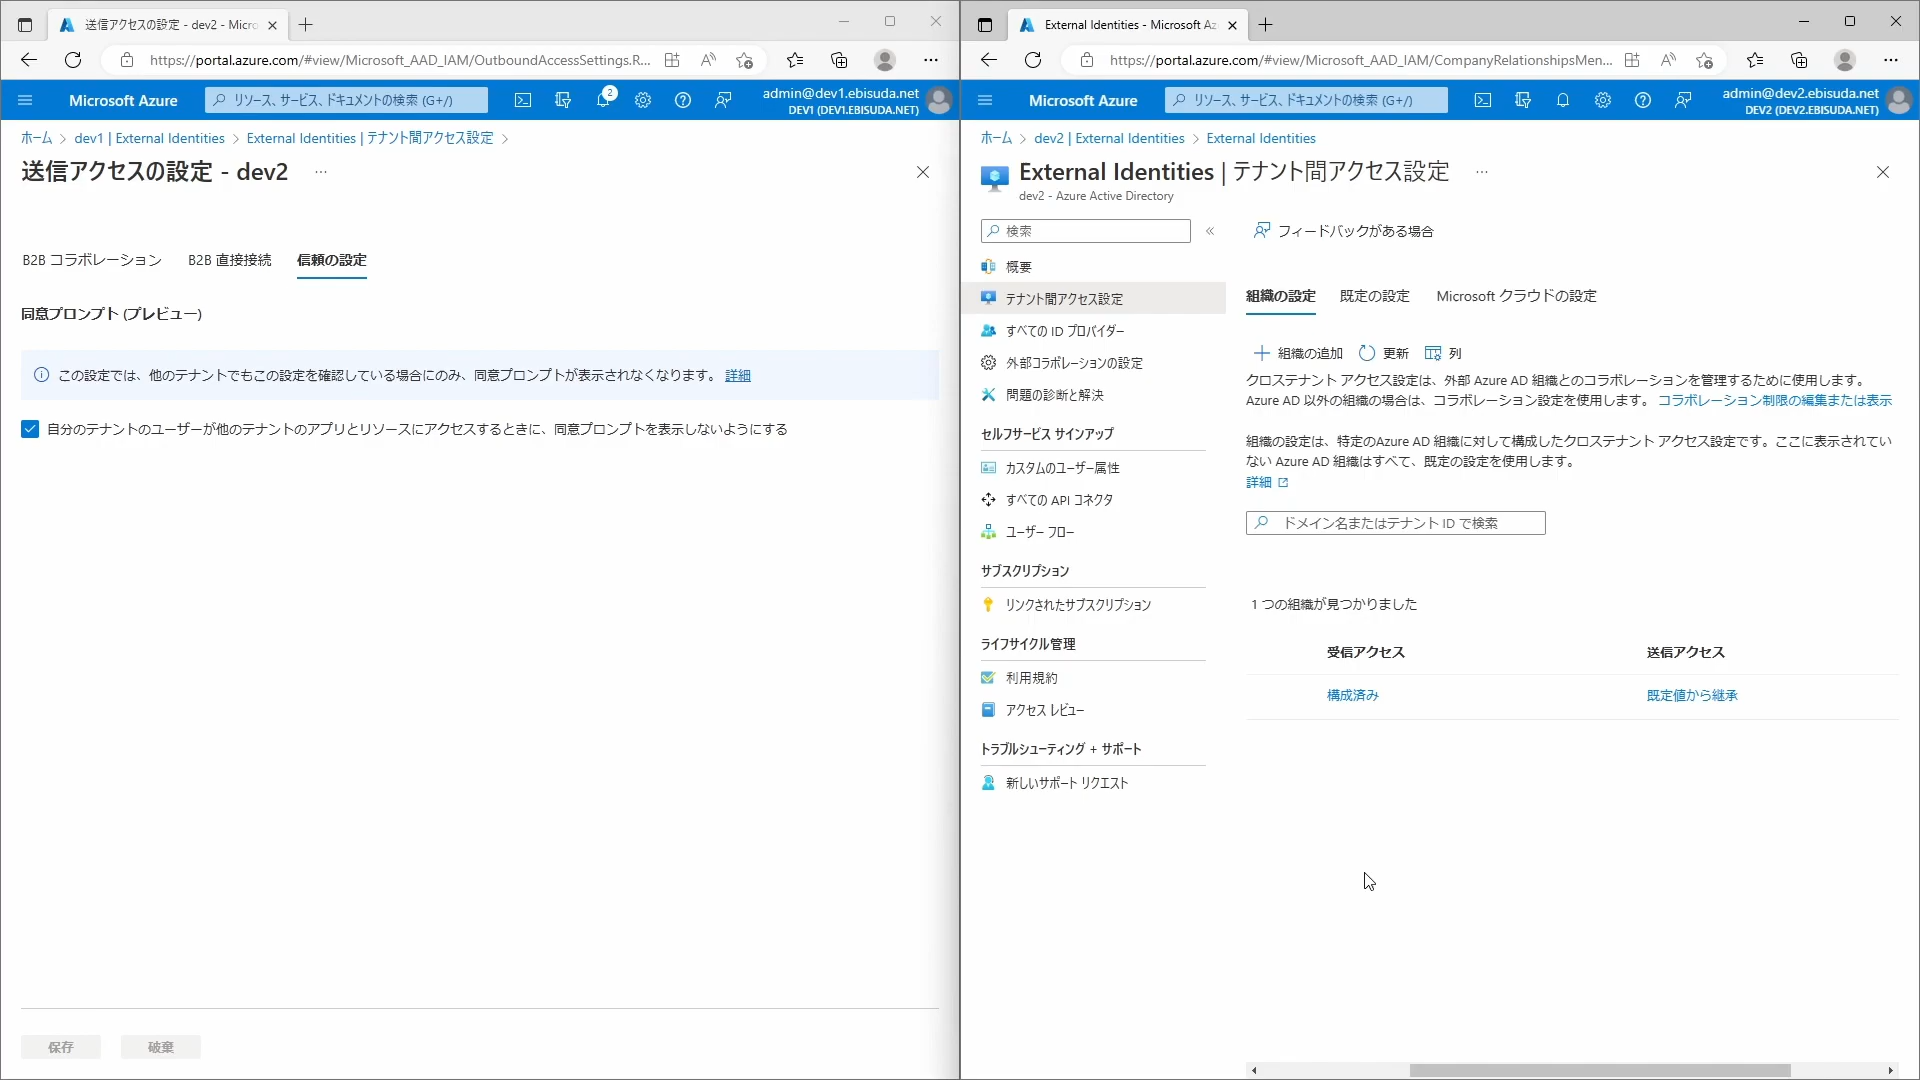 送信アクセスの設定 - dev2 - Micro
https://portal.azure.com/#view/Microsoft_AAD_IAM/OutboundAccessSettings.R...
Microsoft Azure
リソース、サービス、ドキュメントの検索 (G+/)
2
admin@dev1.ebisuda.net
DEV1 (DEV1.EBISUDA.NET)
ホーム > dev1 | External Identities > External Identities | テナント間アクセス設定 >
送信アクセスの設定 - dev2 ...
B2B コラボレーション B2B 直接接続 信頼の設定
同意プロンプト (プレビュー)
この設定では、他のテナントでもこの設定を確認している場合にのみ、同意プロンプトが表示されなくなります。 詳細
自分のテナントのユーザーが他のテナントのアプリとリソースにアクセスするときに、同意プロンプトを表示しないようにする
保存 破棄
External Identities - Microsoft Az
https://portal.azure.com/#view/Microsoft_AAD_IAM/CompanyRelationshipsMen...
Microsoft Azure
リソース、サービス、ドキュメントの検索 (G+/)
admin@dev2.ebisuda.net
DEV2 (DEV2.EBISUDA.NET)
ホーム > dev2 | External Identities > External Identities
External Identities | テナント間アクセス設定 ...
dev2 - Azure Active Directory
検索
«
概要
テナント間アクセス設定
すべての ID プロバイダー
外部コラボレーションの設定
問題の診断と解決
セルフサービス サインアップ
カスタムのユーザー属性
すべての API コネクタ
ユーザー フロー
サブスクリプション
リンクされたサブスクリプション
ライフサイクル管理
利用規約
アクセス レビュー
トラブルシューティング + サポート
新しいサポート リクエスト
フィードバックがある場合
組織の設定 既定の設定 Microsoft クラウドの設定
組織の追加 更新 列
クロステナント アクセス設定は、外部 Azure AD 組織とのコラボレーションを管理するために使用します。
Azure AD 以外の組織の場合は、コラボレーション設定を使用します。 コラボレーション制限の編集または表示
組織の設定は、特定のAzure AD 組織に対して構成したクロステナント アクセス設定です。ここに表示されてい
ない Azure AD 組織はすべて、既定の設定を使用します。
詳細
ドメイン名またはテナント ID で検索
1 つの組織が見つかりました
受信アクセス 送信アクセス
構成済み 既定値から継承